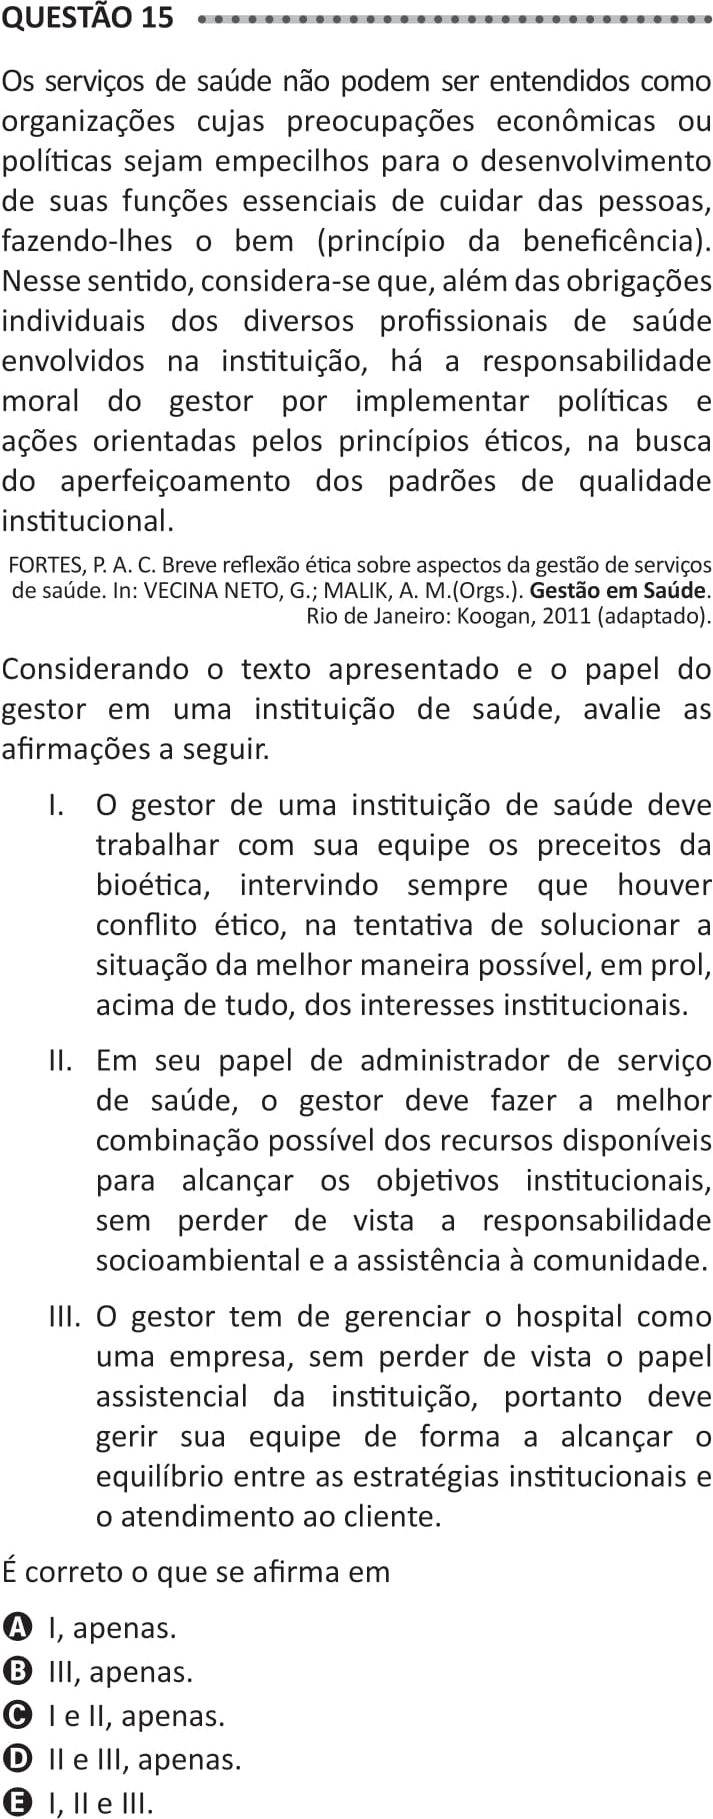 QUESTÃO 15
Os serviços de saúde não podem ser entendidos como
organizações cujas preocupações econômicas ou
políticas sejam empecilhos para o desenvolvimento
de suas funções essenciais de cuidar das pessoas,
fazendo-lhes o bem (princípio da beneficência).
Nesse sentido, considera-se que, além das obrigações
individuais dos diversos profissionais de saúde
envolvidos na instituição, há a responsabilidade
moral do gestor por implementar políticas e
ações orientadas pelos princípios éticos, na busca
do aperfeiçoamento dos padrões de qualidade
institucional.
FORTES, P. A. C. Breve reflexão ética sobre aspectos da gestão de serviços
de saúde. In: VECINA NETO, G.; MALIK, A. M.(Orgs.). Gestão em Saúde.
Rio de Janeiro: Koogan, 2011 (adaptado).
Considerando o texto apresentado e o papel do
gestor em uma instituição de saúde, avalie as
afirmações a seguir.
I. O gestor de uma instituição de saúde deve
trabalhar com sua equipe os preceitos da
bioética, intervindo sempre que houver
conflito ético, na tentativa de solucionar a
situação da melhor maneira possível, em prol,
acima de tudo, dos interesses institucionais.
II. Em seu papel de administrador de serviço
de saúde, o gestor deve fazer a melhor
combinação possível dos recursos disponíveis
para alcançar os objetivos institucionais,
sem perder de vista a responsabilidade
socioambiental e a assistência à comunidade.
III. O gestor tem de gerenciar o hospital como
uma empresa, sem perder de vista o papel
assistencial da instituição, portanto deve
gerir sua equipe de forma a alcançar o
equilíbrio entre as estratégias institucionais e
o atendimento ao cliente.
É correto o que se afirma em
A I, apenas.
B III, apenas.
C I e II, apenas.
D II e III, apenas.
E I, II e III.